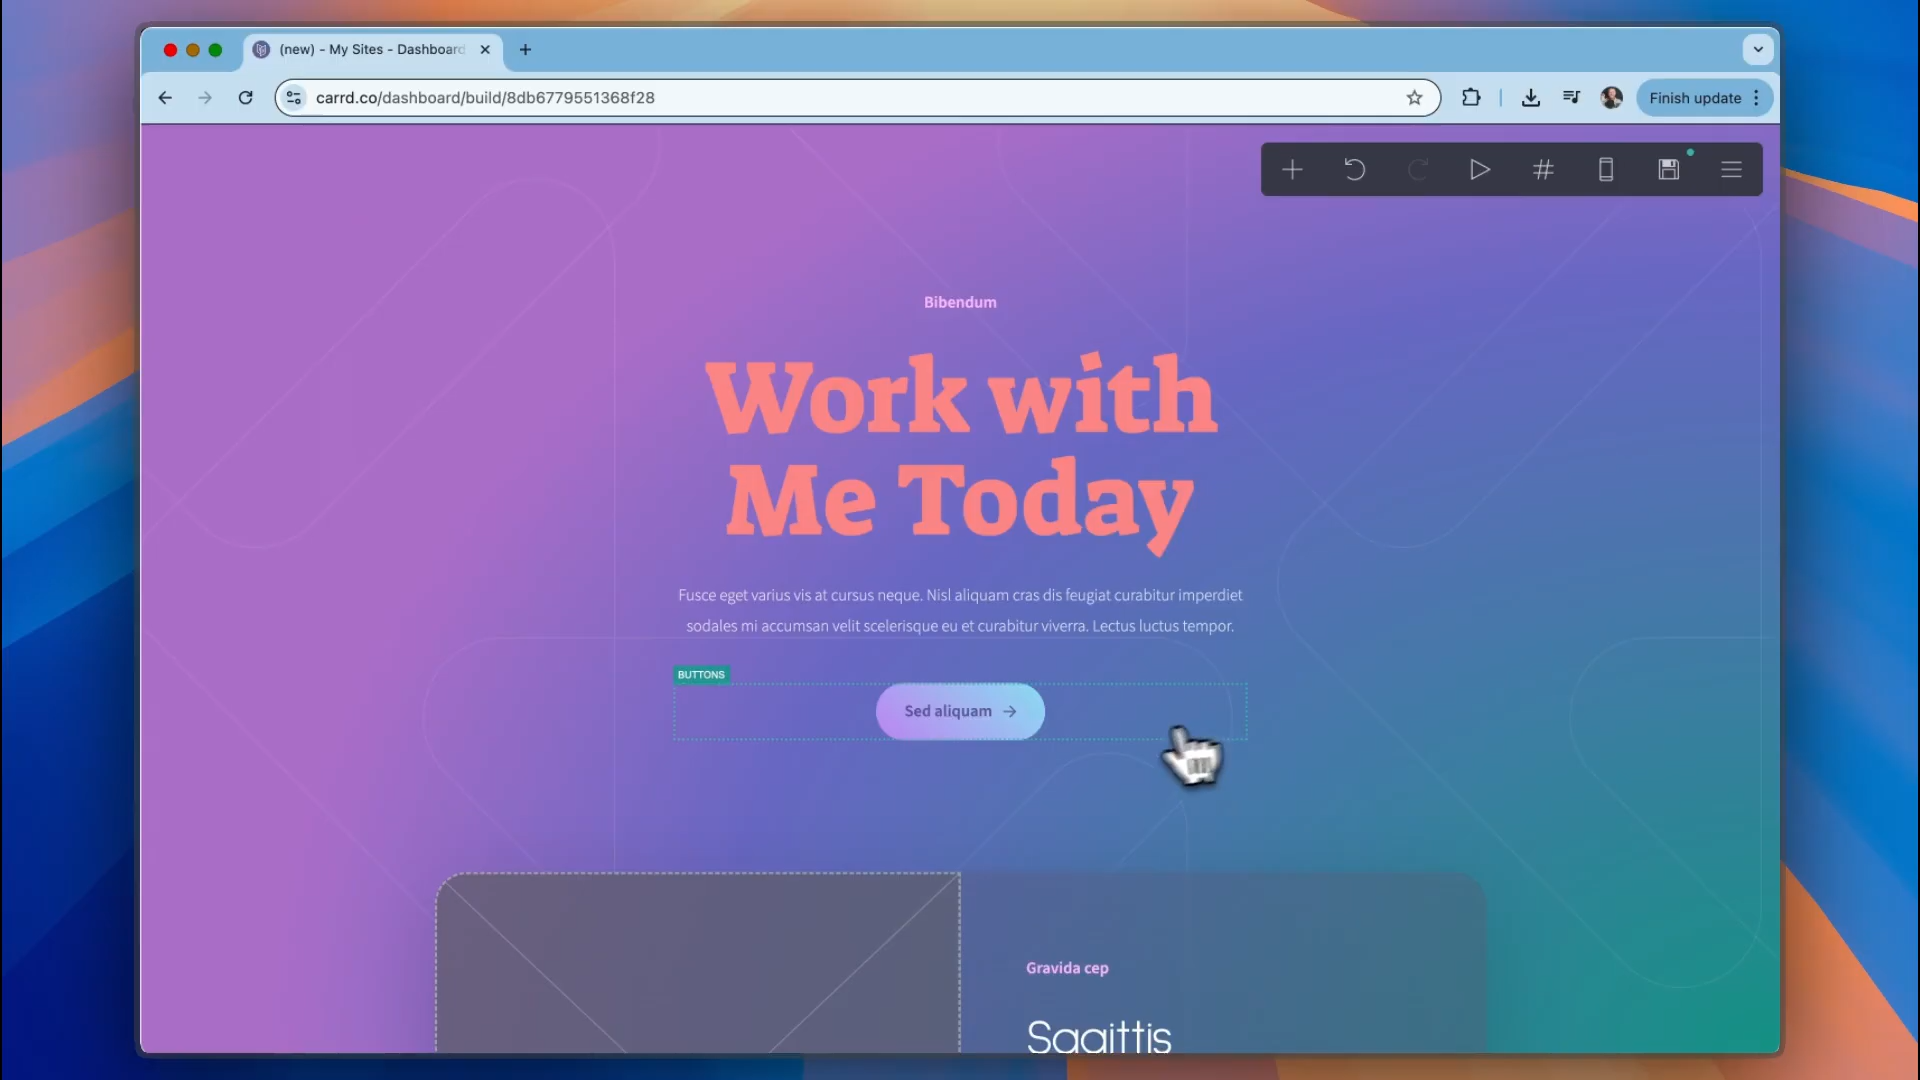 (new) - My Sites - Dashboard
carrd.co/dashboard/build/8db6779551368f28
Finish update
Bibendum
Work with
Me Today
Fusce eget varius vis at cursus neque. Nisl aliquam cras dis feugiat curabitur imperdiet
sodales mi accumsan velit scelerisque eu et curabitur viverra. Lectus luctus tempor.
BUTTONS
Sed aliquam
Gravida cep
Sagittis